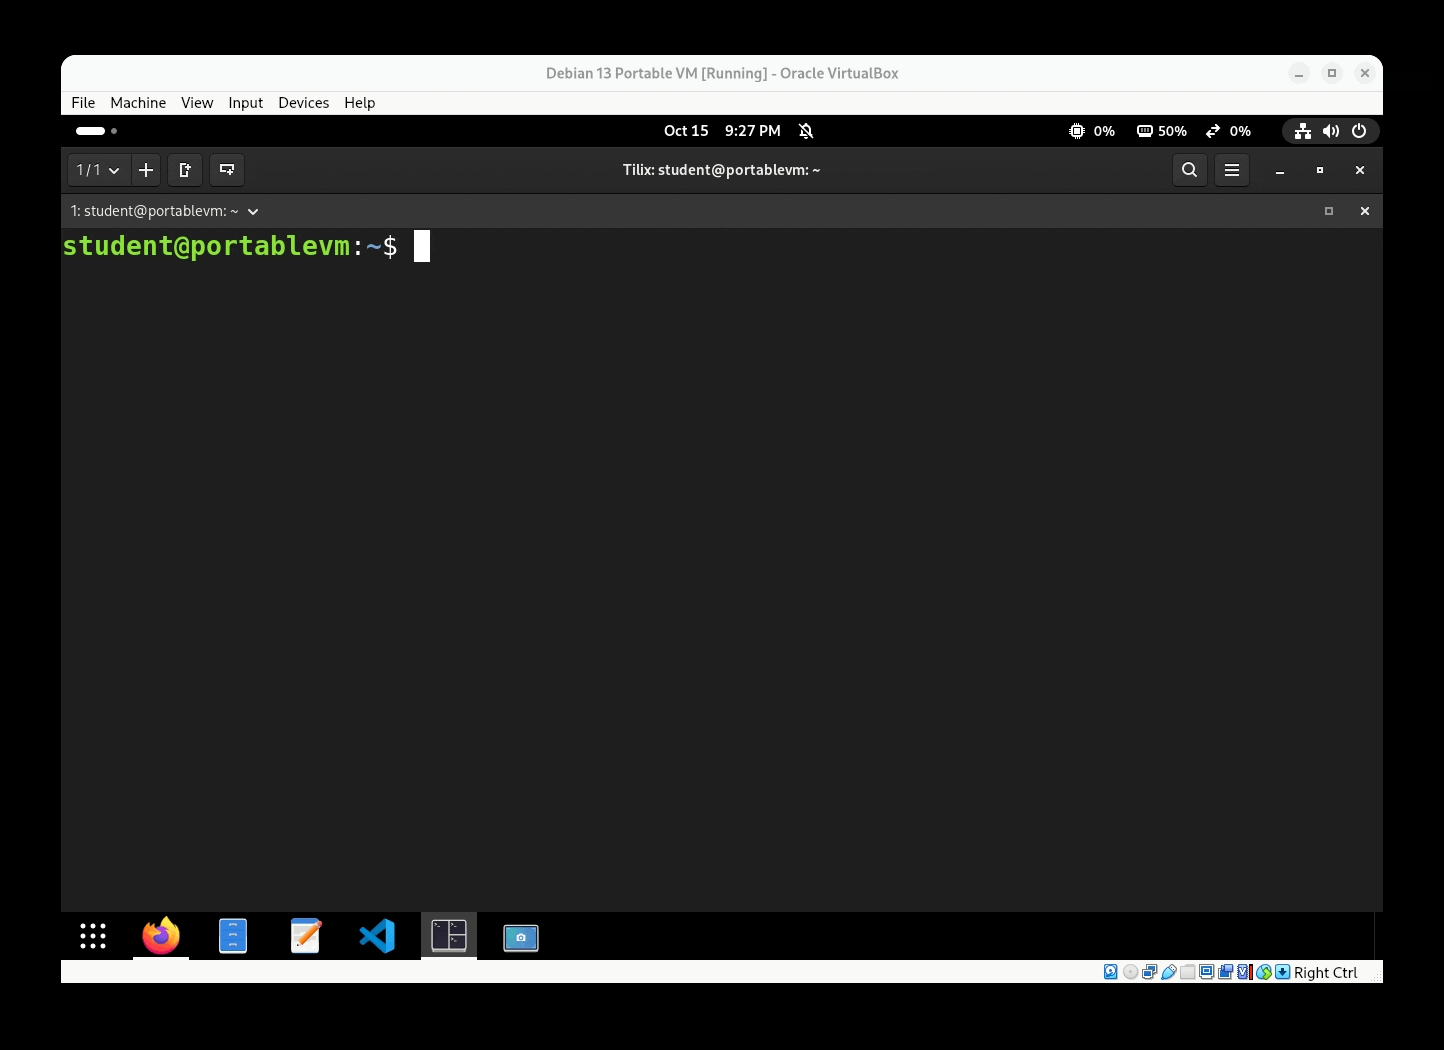 Debian 13 Portable VM [Running] - Oracle VirtualBox
File Machine View Input Devices Help
Oct 15 9:27 PM 0% 50% 0%
1/1 Tilix: student@portablevm: ~
1: student@portablevm: ~
student@portablevm:~$
Right Ctrl